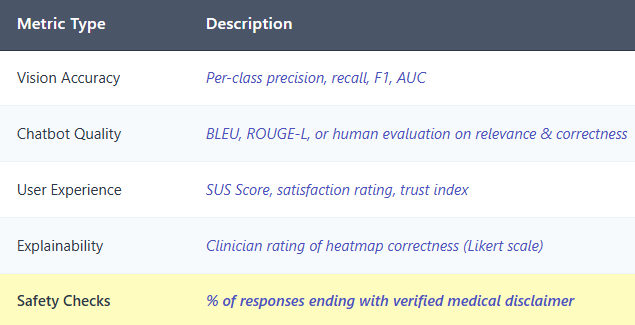 Metric Type Description
Vision Accuracy Per-class precision, recall, F1, AUC
Chatbot Quality BLEU, ROUGE-L, or human evaluation on relevance & correctness
User Experience SUS Score, satisfaction rating, trust index
Explainability Clinician rating of heatmap correctness (Likert scale)
Safety Checks % of responses ending with verified medical disclaimer